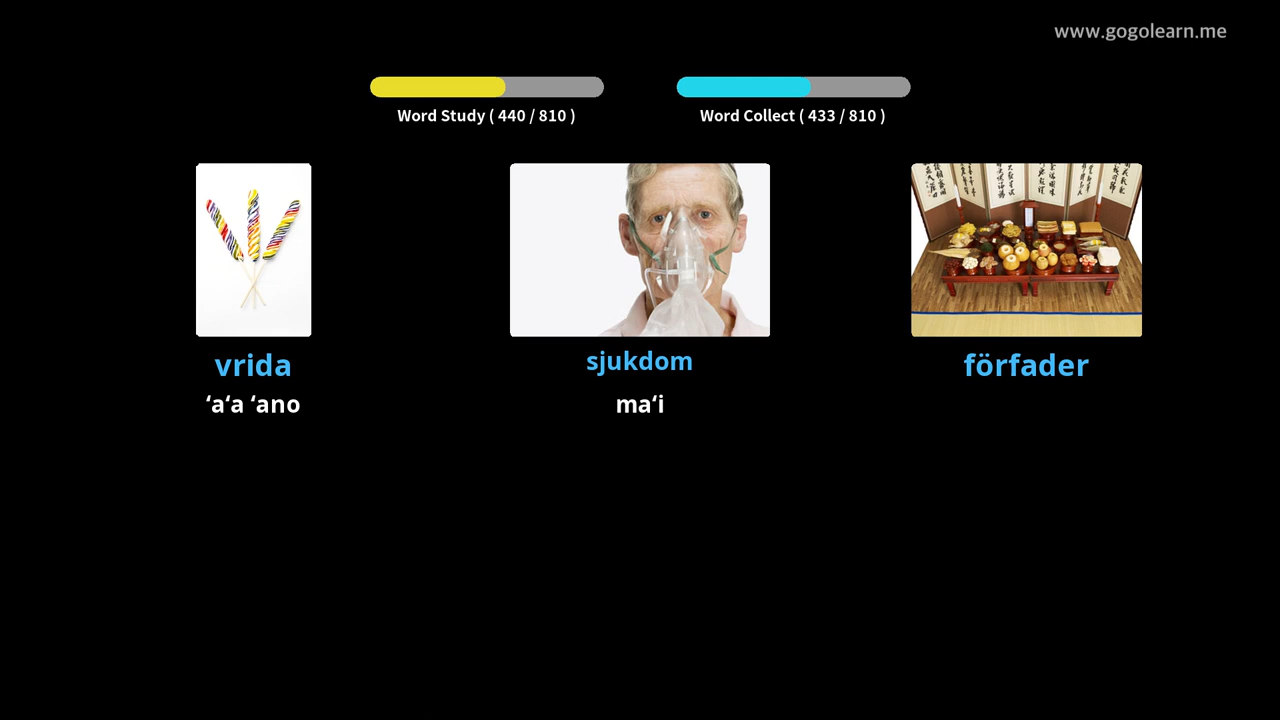 www.gogolearn.me
Word Study ( 440 / 810 )
Word Collect ( 433 / 810 )
vrida
ʻaʻa ʻano
sjukdom
maʻi
förfader